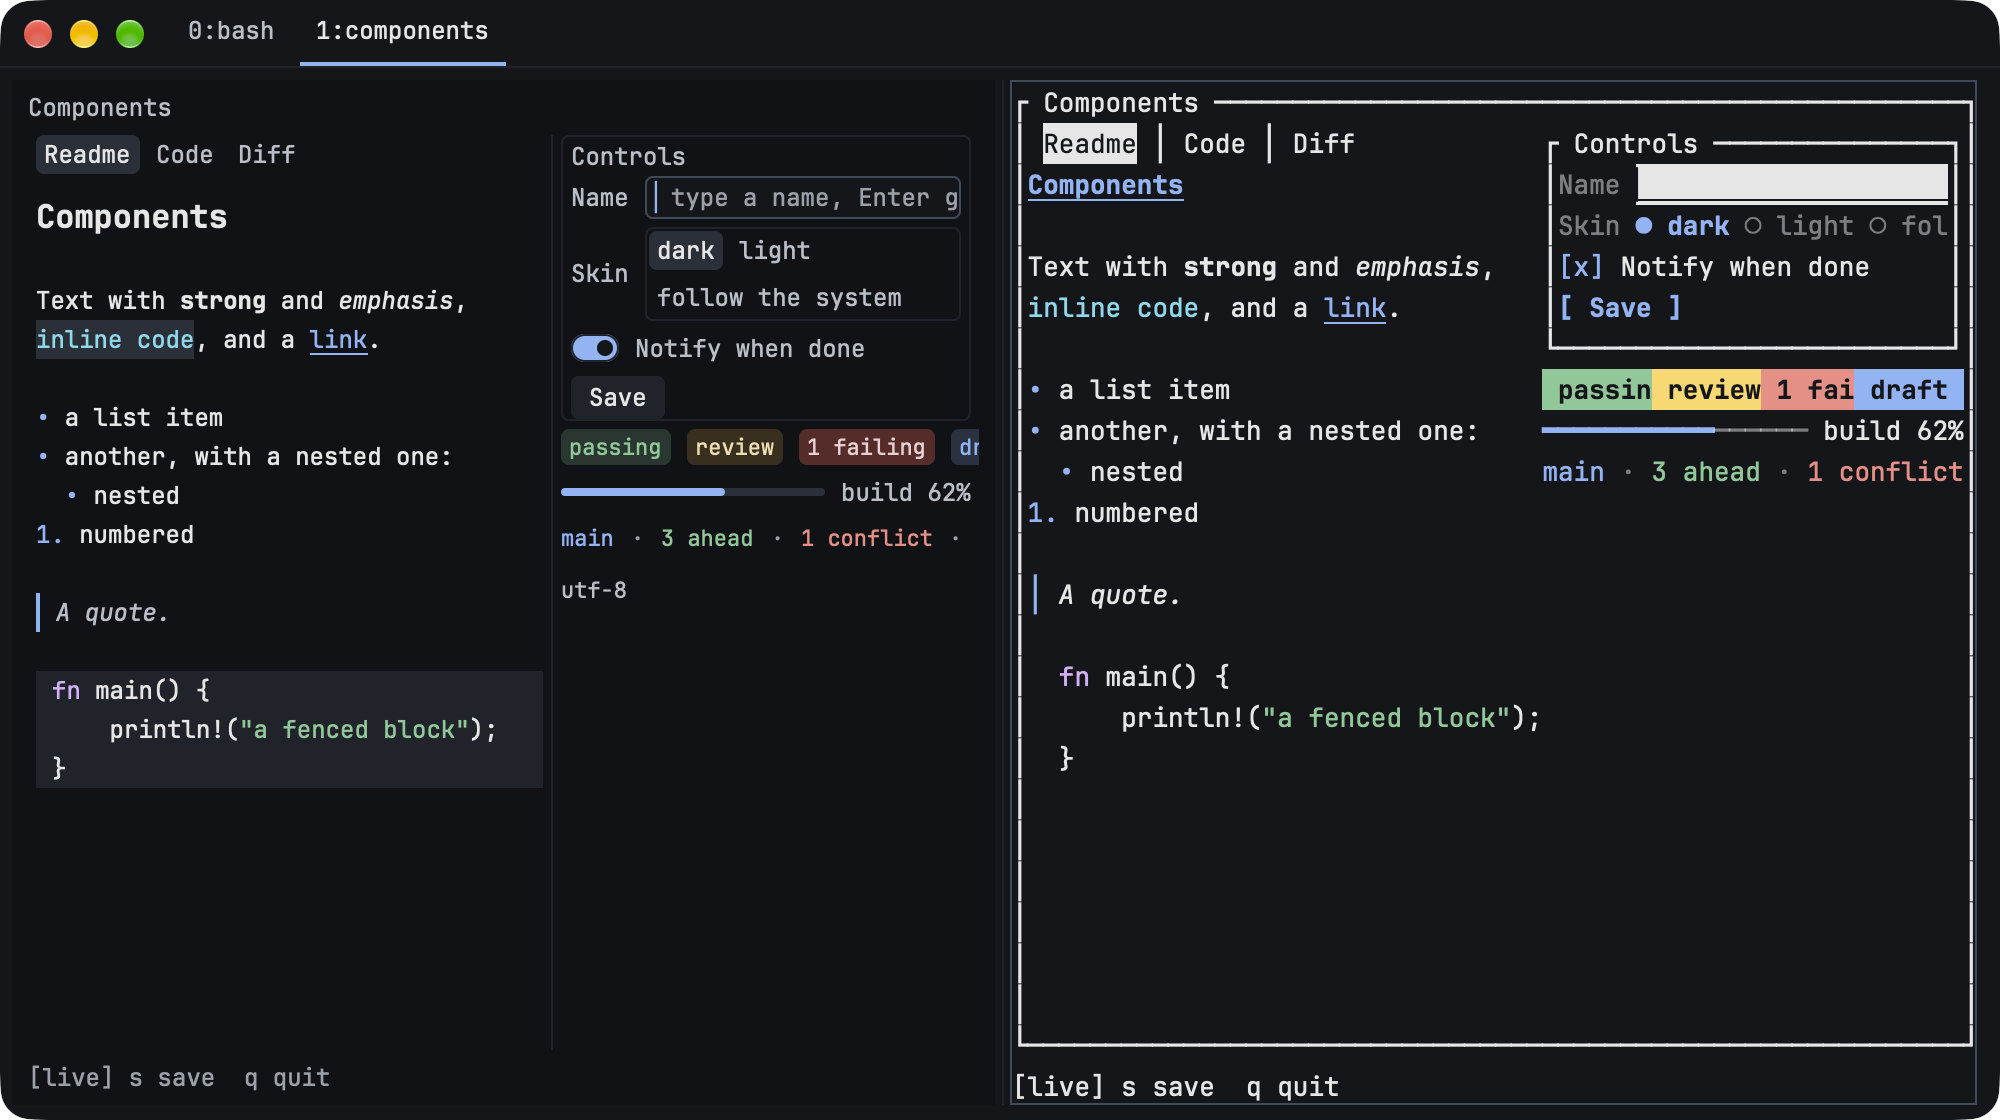 0:bash 1:components
Components
Readme Code Diff
Components
Text with strong and emphasis,
inline code, and a link.
• a list item
• another, with a nested one:
• nested
1. numbered
A quote.
fn main() {
    println!("a fenced block");
}
Controls
Name type a name, Enter g
Skin dark light
follow the system
Notify when done
Save
passing review 1 failing dr
build 62%
main · 3 ahead · 1 conflict ·
utf-8
[live] s save q quit
Components
Readme │ Code │ Diff
Components
Text with strong and emphasis,
inline code, and a link.
• a list item
• another, with a nested one:
• nested
1. numbered
A quote.
fn main() {
    println!("a fenced block");
}
Controls
Name
Skin ● dark ○ light ○ fol
[x] Notify when done
[ Save ]
passin review 1 fai draft
build 62%
main · 3 ahead · 1 conflict
[live] s save q quit